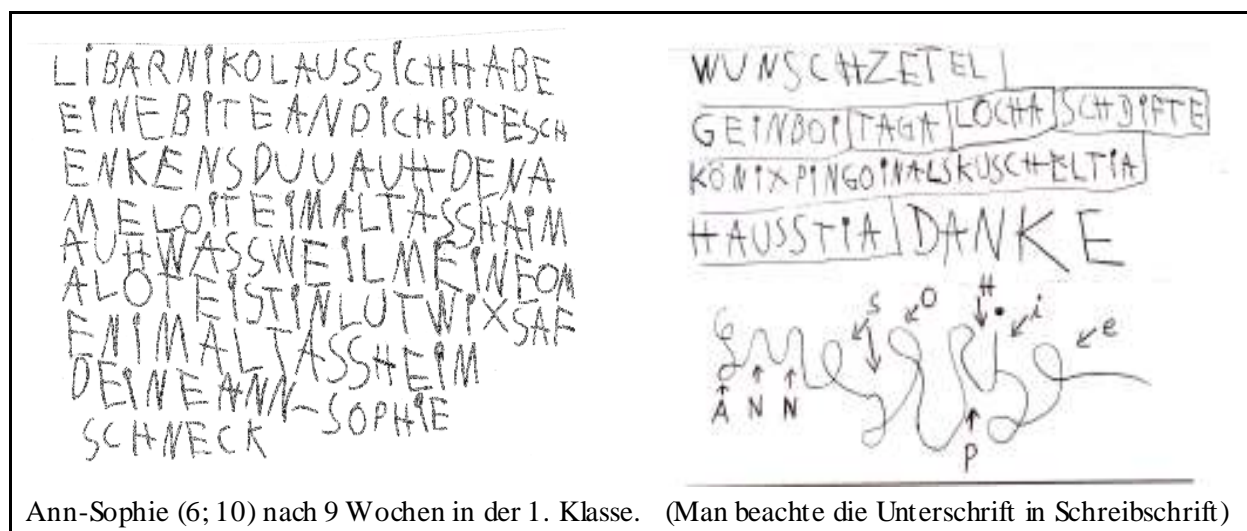 LiBARNIKOLAUSSICHHABE
EINEBITEANDICHBITESCH
ENKENSDUUAUHDENA
MELOITEIMALTASSHAIM
AUHWASSWEILMEINEOM
ALOTEISTINLUTWIXSAF
ENIMALTASSHEIM
DEINEANN-SOPHIE
SCHNECK
WUNSCHZETEL
GEINBOI TAGA LOCHA SCHDIFTE
KÖNIXPINGOINALSKUSCHELTIA
HAUSSTIA DANKE
S O H i e
A N N P
Ann-Sophie (6; 10) nach 9 Wochen in der 1. Klasse. (Man beachte die Unterschrift in Schreibschrift)